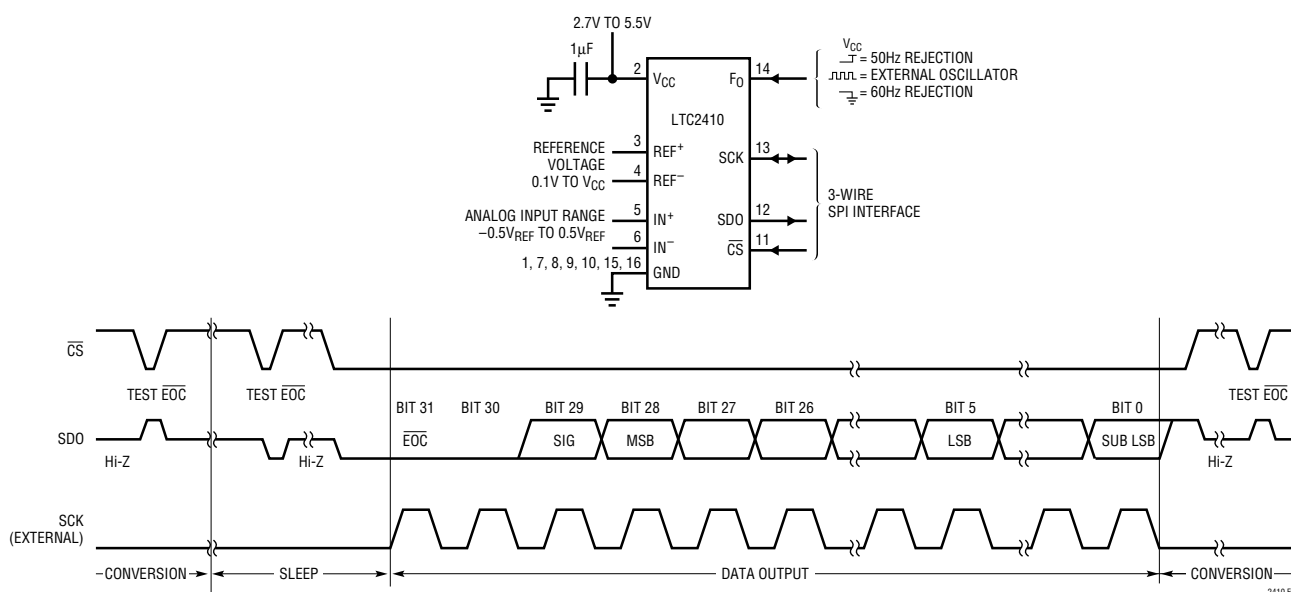 2.7V TO 5.5V
1µF
2
VCC
FO
14
VCC
= 50Hz REJECTION
= EXTERNAL OSCILLATOR
= 60Hz REJECTION
LTC2410
REFERENCE
VOLTAGE
0.1V TO VCC
3
REF+
4
REF–
SCK
13
ANALOG INPUT RANGE
–0.5VREF TO 0.5VREF
5
IN+
6
IN–
SDO
12
CS
11
3-WIRE
SPI INTERFACE
1, 7, 8, 9, 10, 15, 16
GND
CS
TEST EOC
TEST EOC
TEST EOC
BIT 31
BIT 30
BIT 29
BIT 28
BIT 27
BIT 26
BIT 5
BIT 0
SDO
EOC
SIG
MSB
LSB
SUB LSB
Hi-Z
Hi-Z
Hi-Z
SCK
(EXTERNAL)
CONVERSION
SLEEP
DATA OUTPUT
CONVERSION